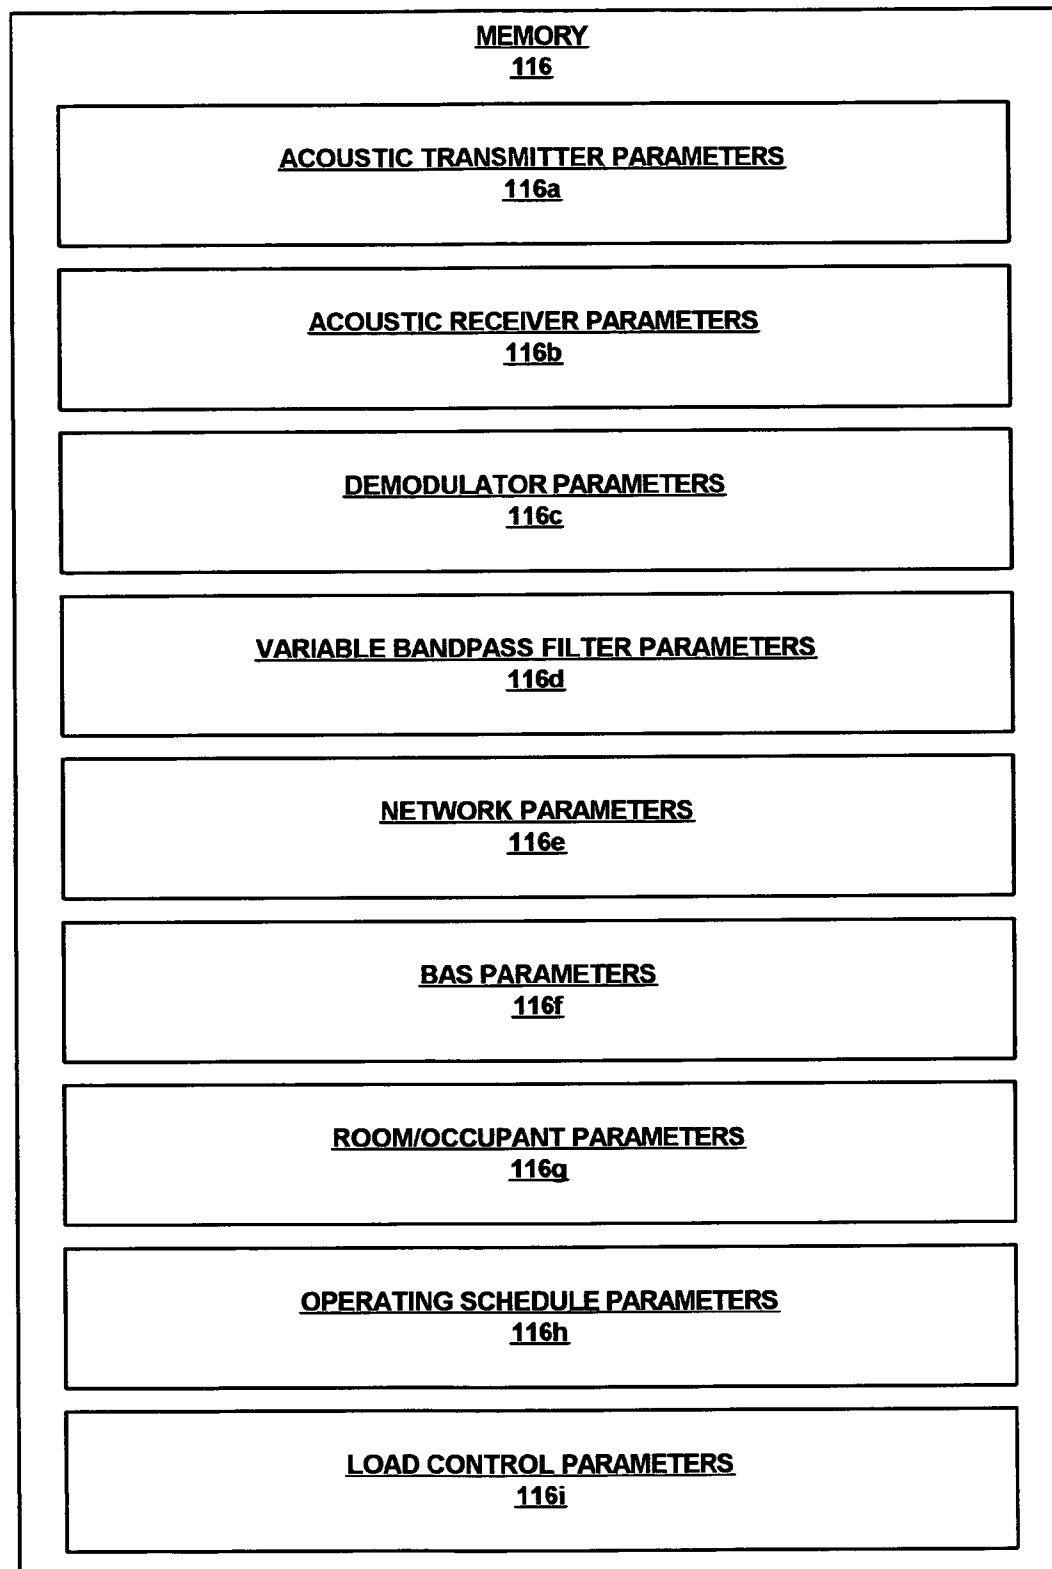 MEMORY
116
ACOUSTIC TRANSMITTER PARAMETERS
116a
ACOUSTIC RECEIVER PARAMETERS
116b
DEMODULATOR PARAMETERS
116c
VARIABLE BANDPASS FILTER PARAMETERS
116d
NETWORK PARAMETERS
116e
BAS PARAMETERS
116f
ROOM/OCCUPANT PARAMETERS
116g
OPERATING SCHEDULE PARAMETERS
116h
LOAD CONTROL PARAMETERS
116i